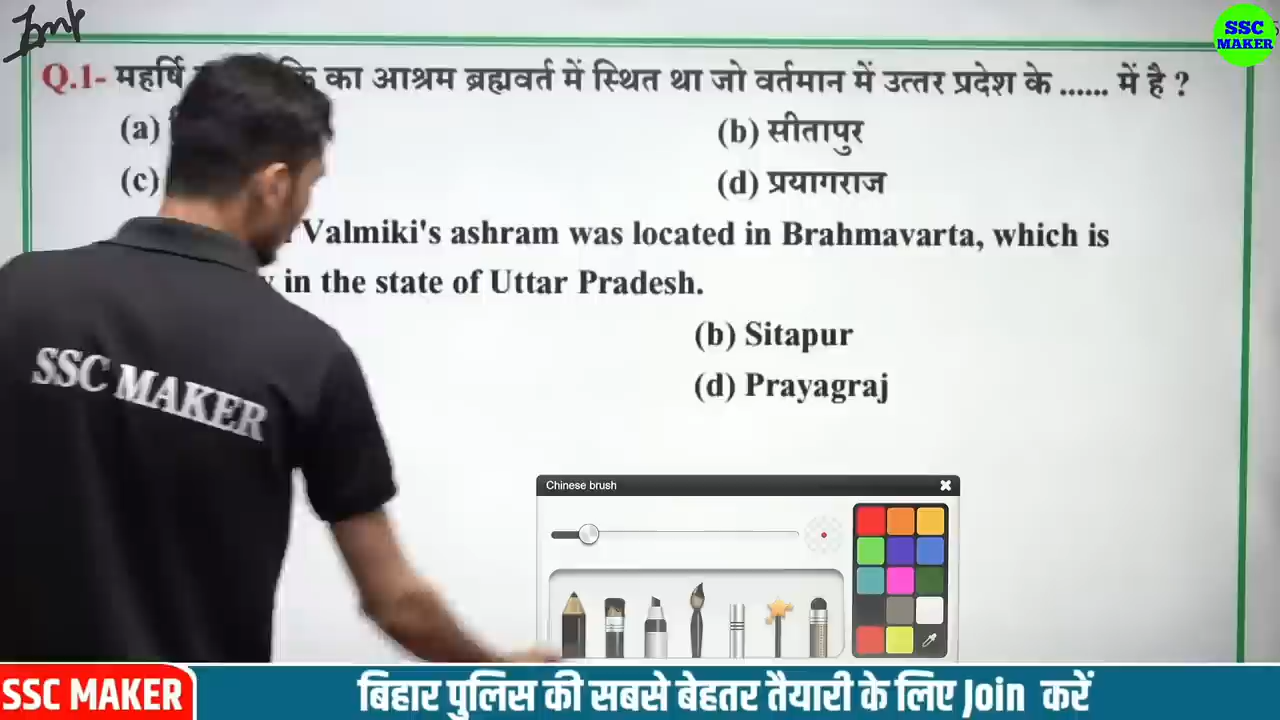 Imp
SSC
MAKER
Q.1- महर्षि का आश्रम ब्रह्मवर्त में स्थित था जो वर्तमान में उत्तर प्रदेश के ...... में है ?
(a)
(b) सीतापुर
(c)
(d) प्रयागराज
Valmiki's ashram was located in Brahmavarta, which is
in the state of Uttar Pradesh.
(b) Sitapur
(d) Prayagraj
SSC MAKER
Chinese brush
SSC MAKER
बिहार पुलिस की सबसे बेहतर तैयारी के लिए Join करें